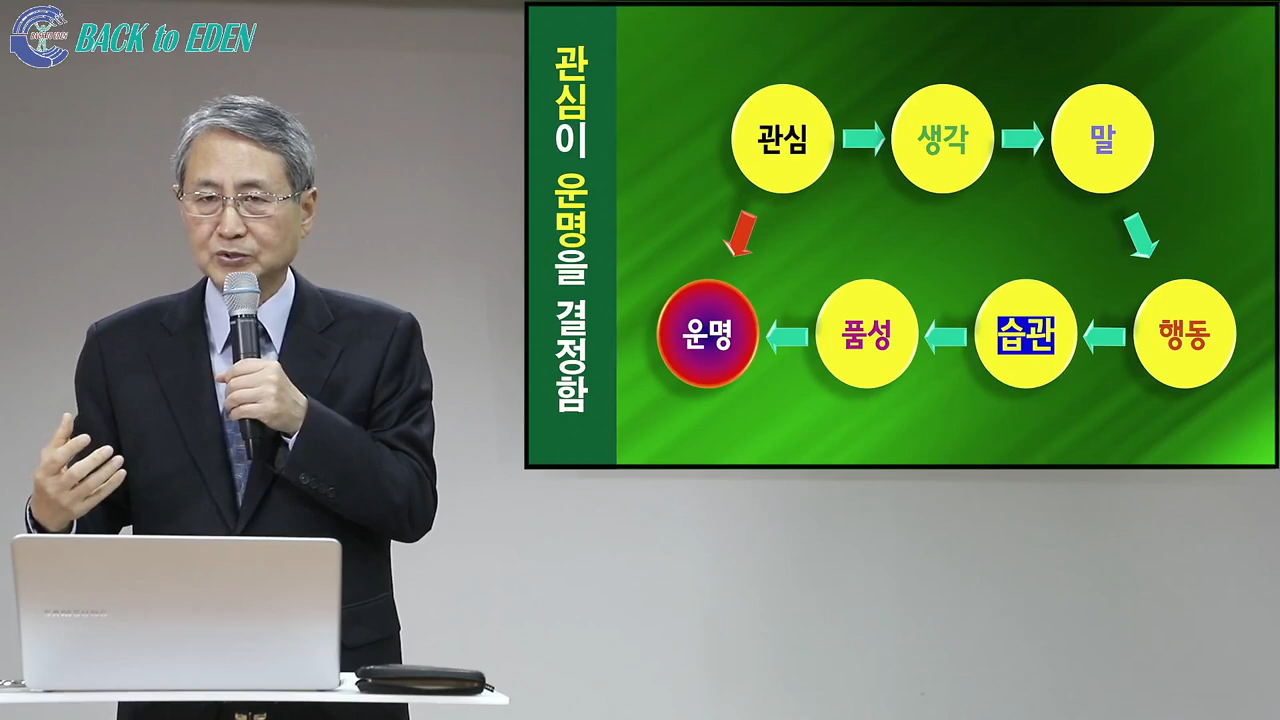 BACK to EDEN
관심이 운명을 결정함
관심
생각
말
운명
품성
습관
행동
SAMSUNG